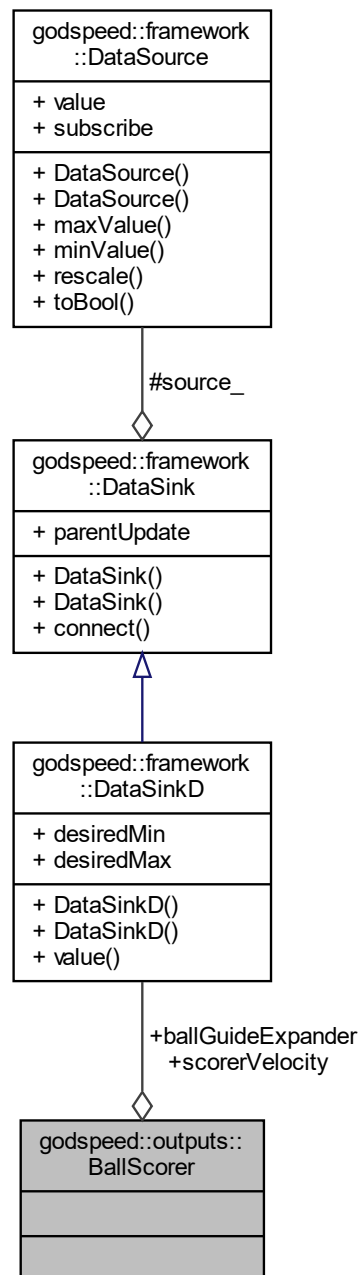 godspeed::framework
::DataSource
+ value
+ subscribe
+ DataSource()
+ DataSource()
+ maxValue()
+ minValue()
+ rescale()
+ toBool()
#source_
godspeed::framework
::DataSink
+ parentUpdate
+ DataSink()
+ DataSink()
+ connect()
godspeed::framework
::DataSinkD
+ desiredMin
+ desiredMax
+ DataSinkD()
+ DataSinkD()
+ value()
+ballGuideExpander
+scorerVelocity
godspeed::outputs::
BallScorer